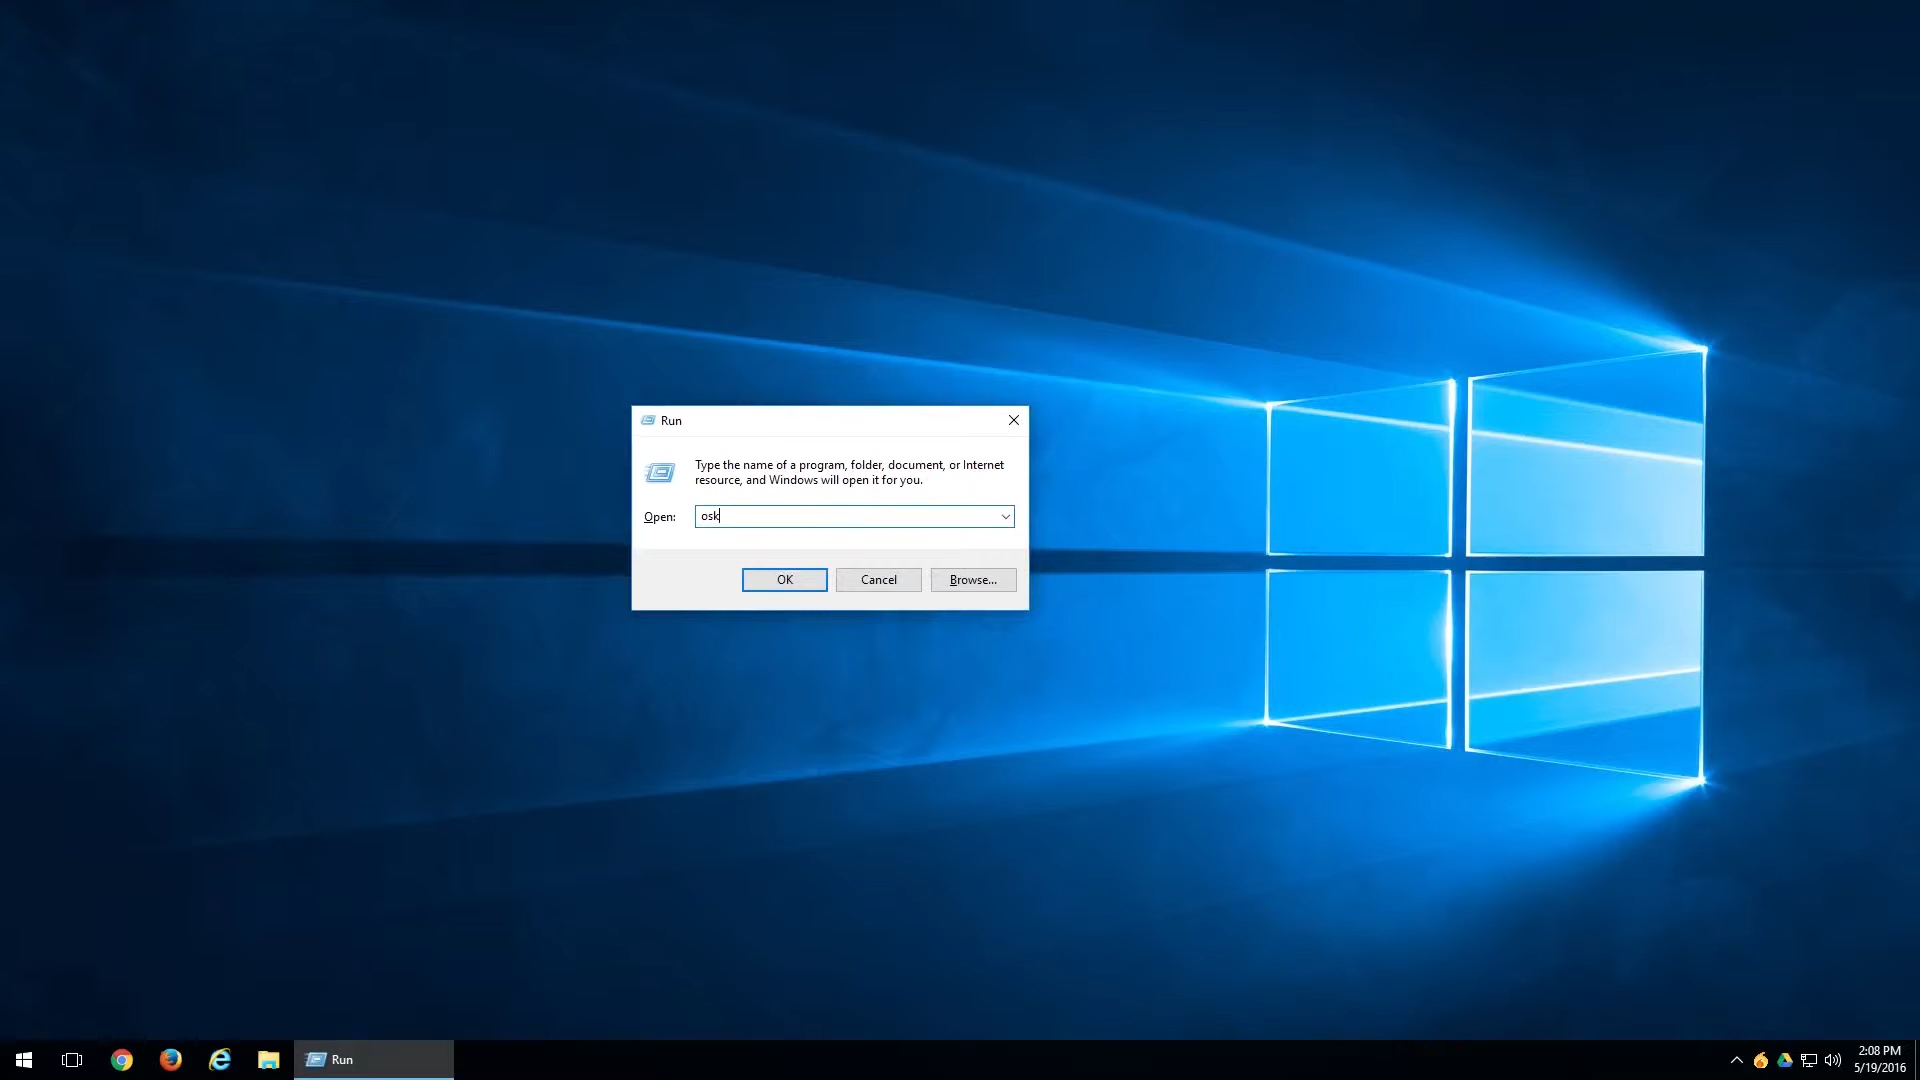 Run
Type the name of a program, folder, document, or Internet
resource, and Windows will open it for you.
Open: osk
OK Cancel Browse...
Run
2:08 PM
5/19/2016